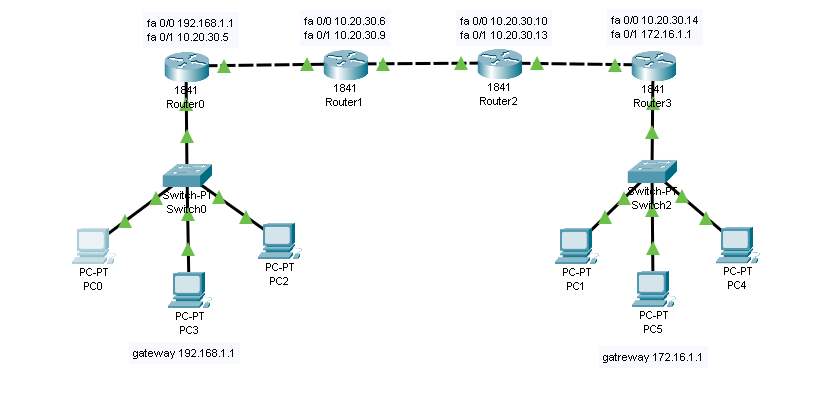 fa 0/0 192.168.1.1
fa 0/1 10.20.30.5
fa 0/0 10.20.30.6
fa 0/1 10.20.30.9
fa 0/0 10.20.30.10
fa 0/1 10.20.30.13
fa 0/0 10.20.30.14
fa 0/1 172.16.1.1
1841
Router0
1841
Router1
1841
Router2
1841
Router3
Switch-PT
Switch0
Switch-PT
Switch2
PC-PT
PC0
PC-PT
PC3
PC-PT
PC2
PC-PT
PC1
PC-PT
PC5
PC-PT
PC4
gateway 192.168.1.1
gatreway 172.16.1.1